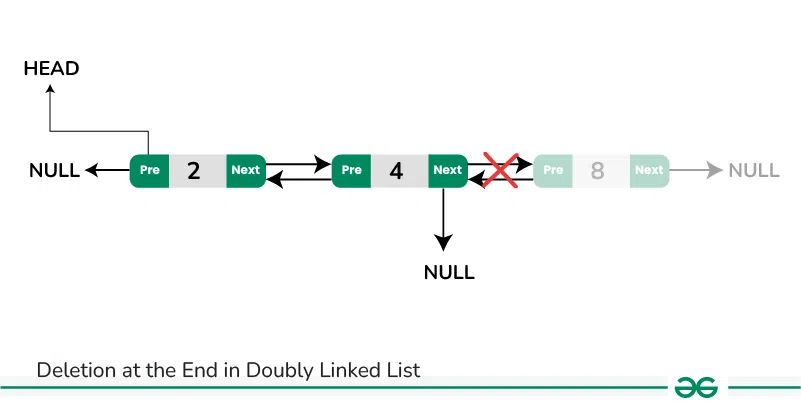 HEAD
NULL Pre 2 Next Pre 4 Next Pre 8 Next NULL
NULL
Deletion at the End in Doubly Linked List